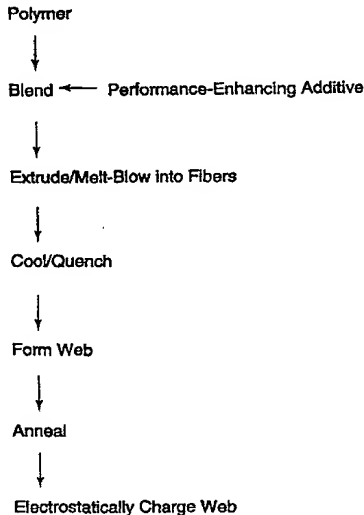 Polymer
Blend Performance-Enhancing Additive
Extrude/Melt-Blow into Fibers
Cool/Quench
Form Web
Anneal
Electrostatically Charge Web